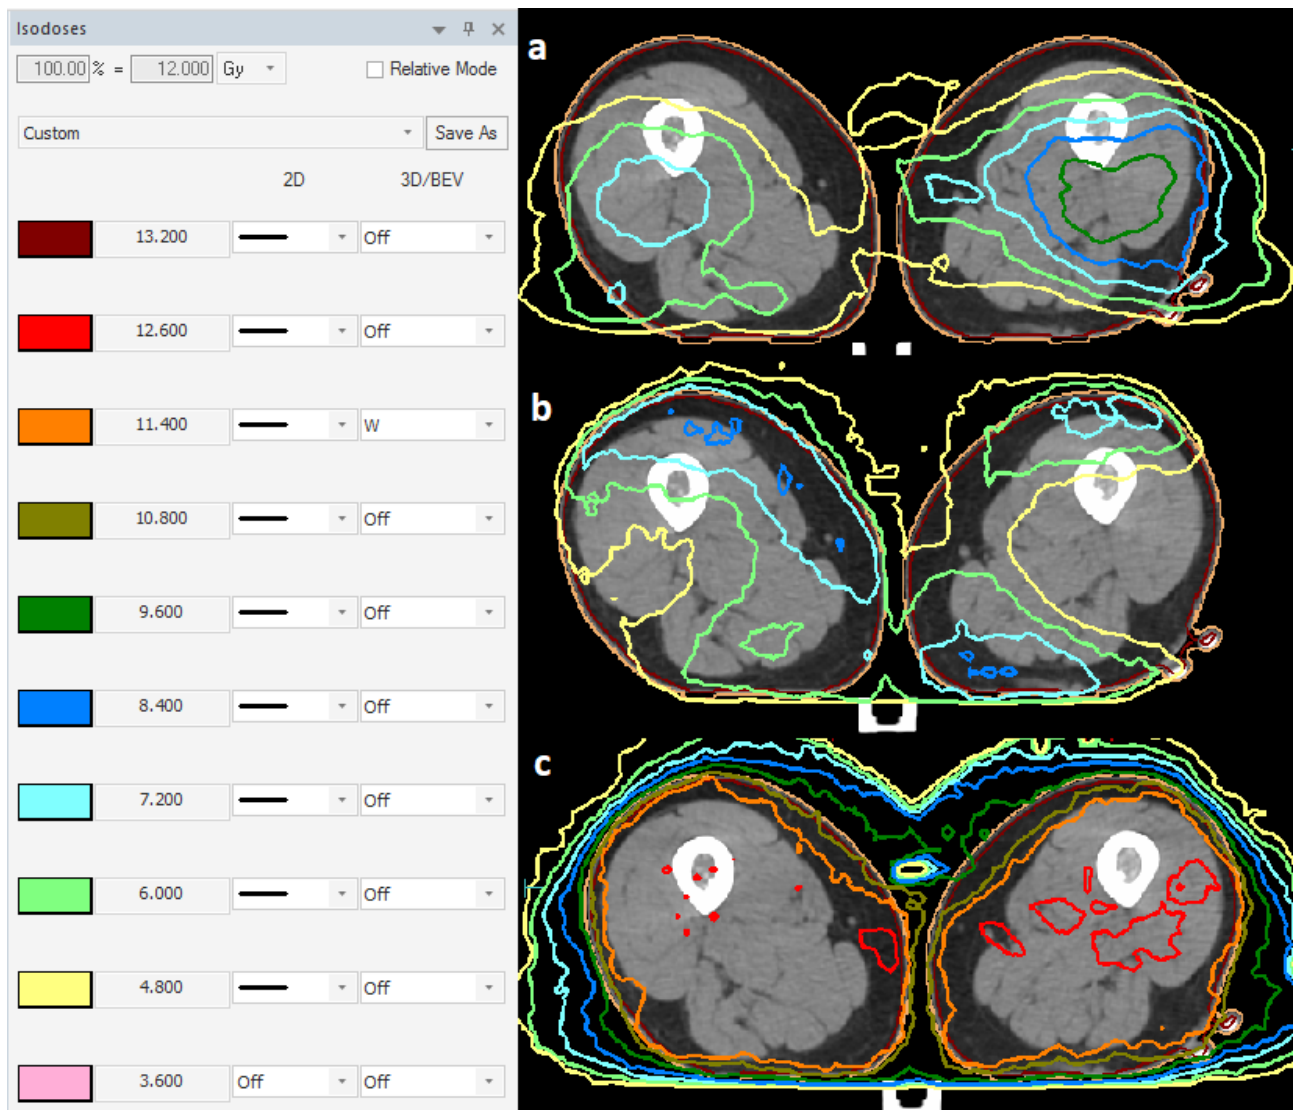 Isodoses
100.00 % = 12.000 Gy Relative Mode
Custom Save As
2D 3D/BEV
13.200 Off
12.600 Off
11.400 W
10.800 Off
9.600 Off
8.400 Off
7.200 Off
6.000 Off
4.800 Off
3.600 Off Off
a
b
c